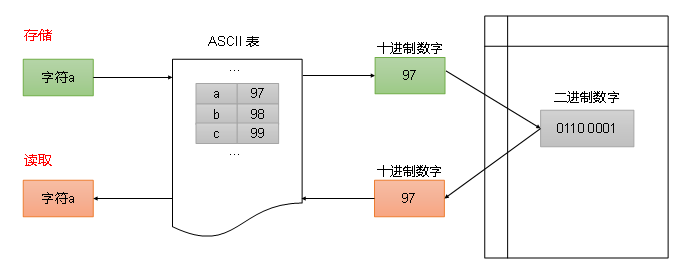 存储
ASCII 表
十进制数字
字符a
...
97
a 97
b 98
c 99
...
二进制数字
0110 0001
读取
十进制数字
字符a
97